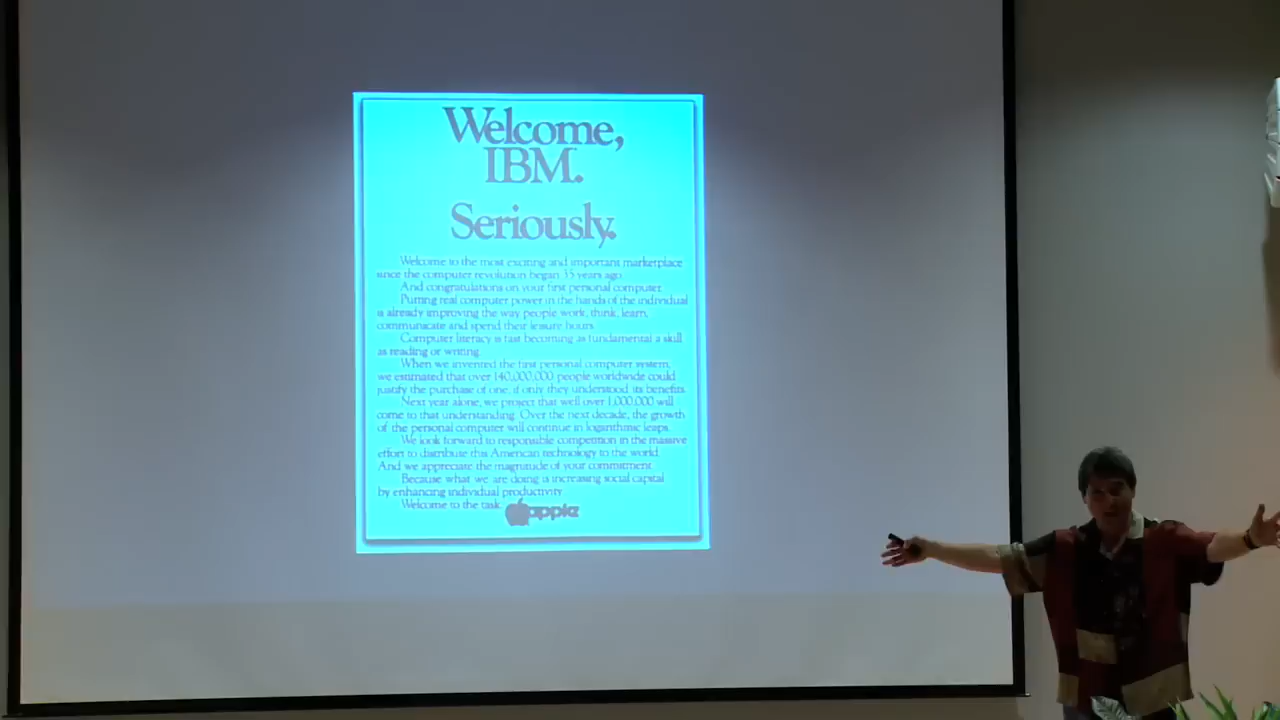 Welcome,
IBM.
Seriously.
Welcome to the most exciting and important marketplace
since the computer revolution began 35 years ago.
And congratulations on your first personal computer.
Putting real computer power in the hands of the individual
is already improving the way people work, think, learn,
communicate and spend their leisure hours.
Computer literacy is fast becoming as fundamental a skill
as reading or writing.
When we invented the first personal computer system,
we estimated that over 140,000,000 people worldwide could
justify the purchase of one, if only they understood its benefits.
Next year alone, we project that well over 1,000,000 will
come to that understanding. Over the next decade, the growth
of the personal computer will continue in logarithmic leaps.
We look forward to responsible competition in the massive
effort to distribute this American technology to the world.
And we appreciate the magnitude of your commitment.
Because what we are doing is increasing social capital
by enhancing individual productivity.
Welcome to the task.
apple